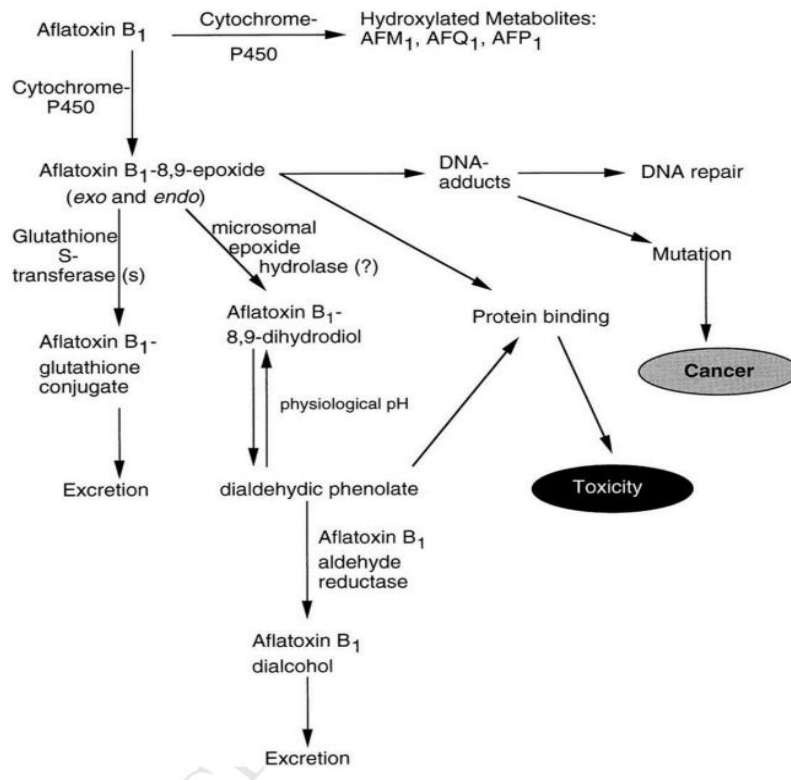 Aflatoxin B1
Cytochrome-
P450
Hydroxylated Metabolites:
AFM1, AFQ1, AFP1
Cytochrome-
P450
Aflatoxin B1-8,9-epoxide
(exo and endo)
DNA-
adducts
DNA repair
Glutathione
S-
transferase (s)
microsomal
epoxide
hydrolase (?)
Mutation
Aflatoxin B1-
glutathione
conjugate
Aflatoxin B1-
8,9-dihydrodiol
Protein binding
Cancer
physiological pH
Excretion
dialdehydic phenolate
Toxicity
Aflatoxin B1
aldehyde
reductase
Aflatoxin B1
dialcohol
Excretion